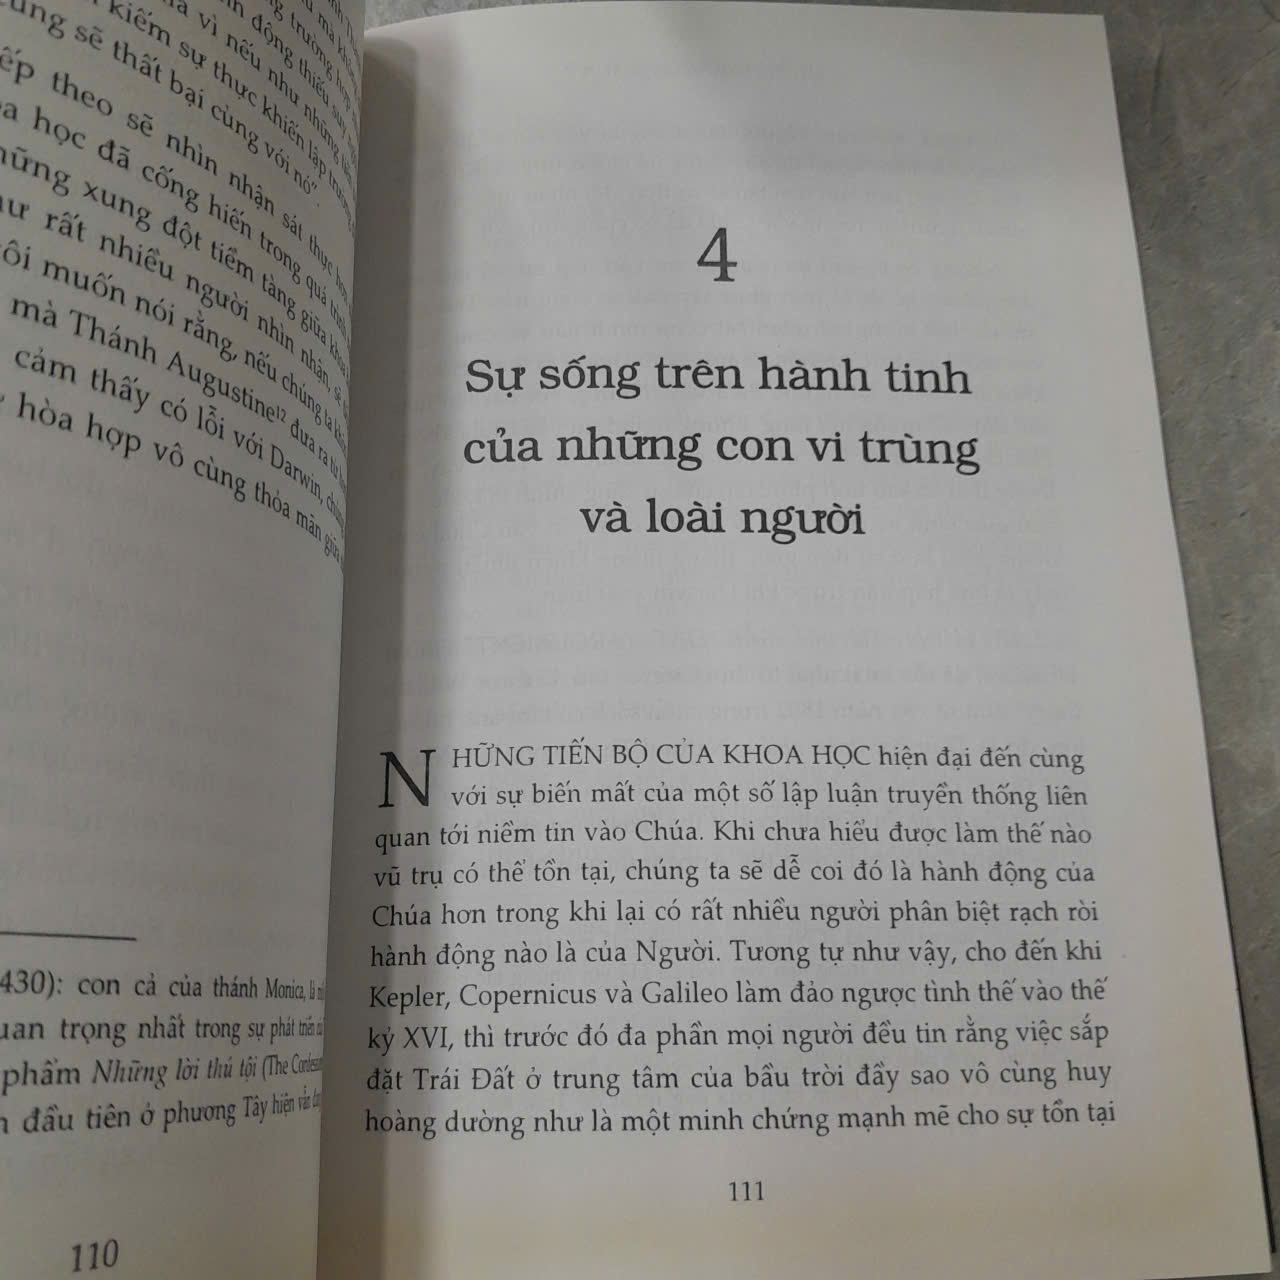 kiếm sự thực khiến lập trường
cũng sẽ thất bại cùng với nó".
theo sẽ nhìn nhận sát thực hơn
học đã cống hiến trong quá trình
những xung đột tiềm tàng giữa khoa
rất nhiều người nhìn nhận, sẽ
muốn nói rằng, nếu chúng ta
mà Thánh Augustine¹² đưa ra từ
cảm thấy có lỗi với Darwin, chúng
hòa hợp vô cùng thỏa mãn giữa
430): con cả của thánh Monica, là
trọng nhất trong sự phát triển
phẩm Những lời thú tội (The
đầu tiên ở phương Tây hiện vẫn
110
4
Sự sống trên hành tinh
của những con vi trùng
và loài người
NHỮNG TIẾN BỘ CỦA KHOA HỌC hiện đại đến cùng
với sự biến mất của một số lập luận truyền thống liên
quan tới niềm tin vào Chúa. Khi chưa hiểu được làm thế nào
vũ trụ có thể tồn tại, chúng ta sẽ dễ coi đó là hành động của
Chúa hơn trong khi lại có rất nhiều người phân biệt rạch ròi
hành động nào là của Người. Tương tự như vậy, cho đến khi
Kepler, Copernicus và Galileo làm đảo ngược tình thế vào thế
kỷ XVI, thì trước đó đa phần mọi người đều tin rằng việc sắp
đặt Trái Đất ở trung tâm của bầu trời đầy sao vô cùng huy
hoàng dường như là một minh chứng mạnh mẽ cho sự tồn tại
111